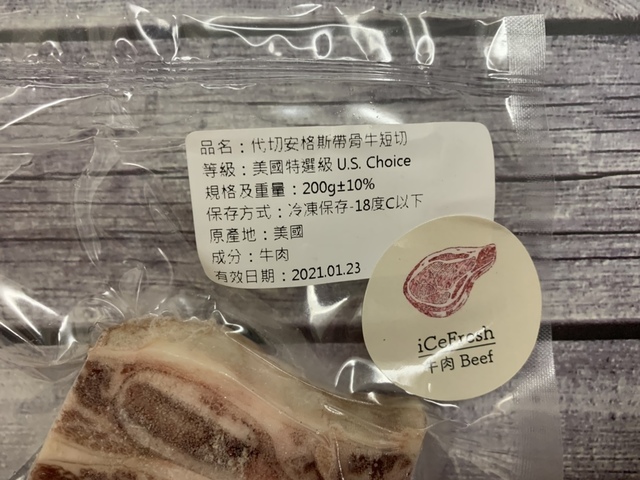 品名：代切安格斯帶骨牛短切
等級：美國特選級 U.S. Choice
規格及重量：200g±10%
保存方式：冷凍保存-18度C以下
原產地：美國
成分：牛肉
有效日期：2021.01.23
iCeFresh
牛肉 Beef